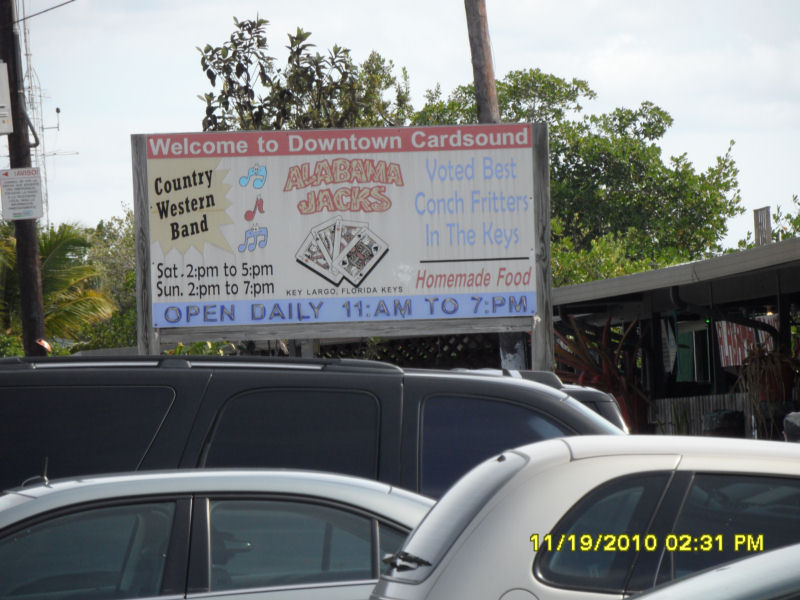 Welcome to Downtown Cardsound
Country
Western
Band
ALABAMA
JACKS
Voted Best
Conch Fritters
In The Keys
Sat. 2:pm to 5:pm
Sun. 2:pm to 7:pm
KEY LARGO, FLORIDA KEYS
Homemade Food
OPEN DAILY 11:AM TO 7:PM.
¡AVISO!
11/19/2010 02:31 PM